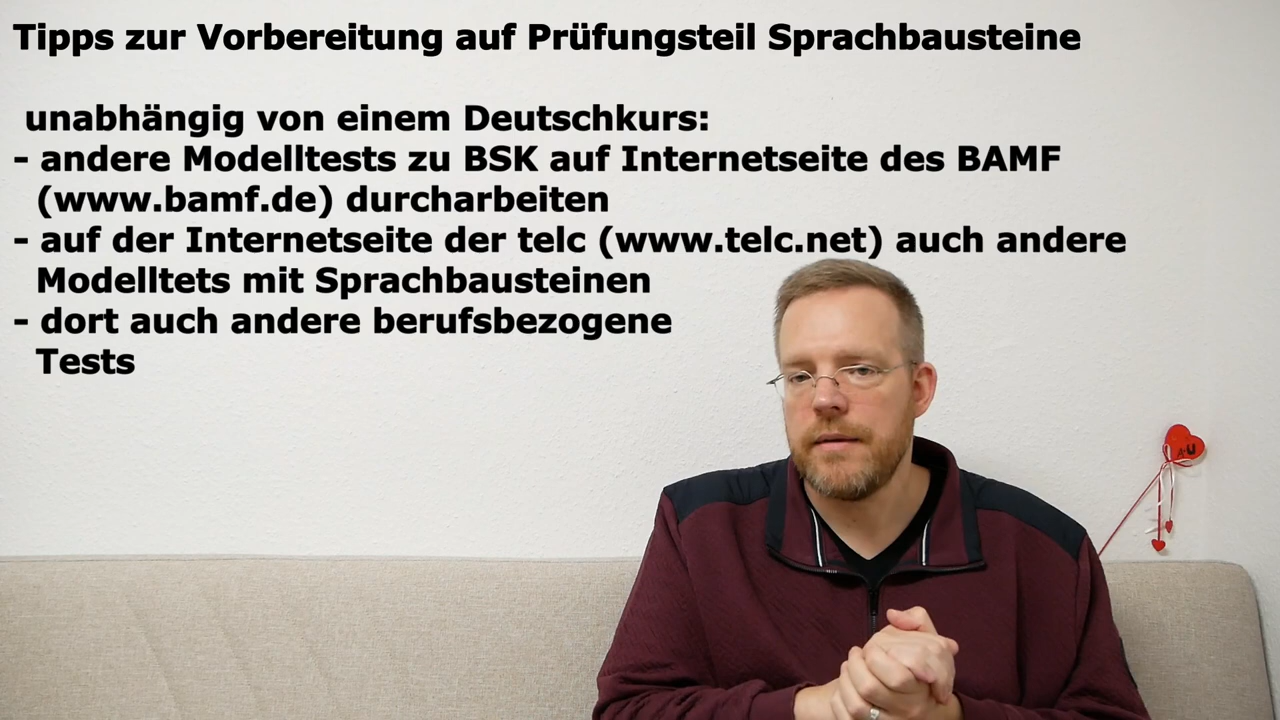 Tipps zur Vorbereitung auf Prüfungsteil Sprachbausteine
unabhängig von einem Deutschkurs:
- andere Modelltests zu BSK auf Internetseite des BAMF
(www.bamf.de) durcharbeiten
- auf der Internetseite der telc (www.telc.net) auch andere
Modelltets mit Sprachbausteinen
- dort auch andere berufsbezogene
Tests